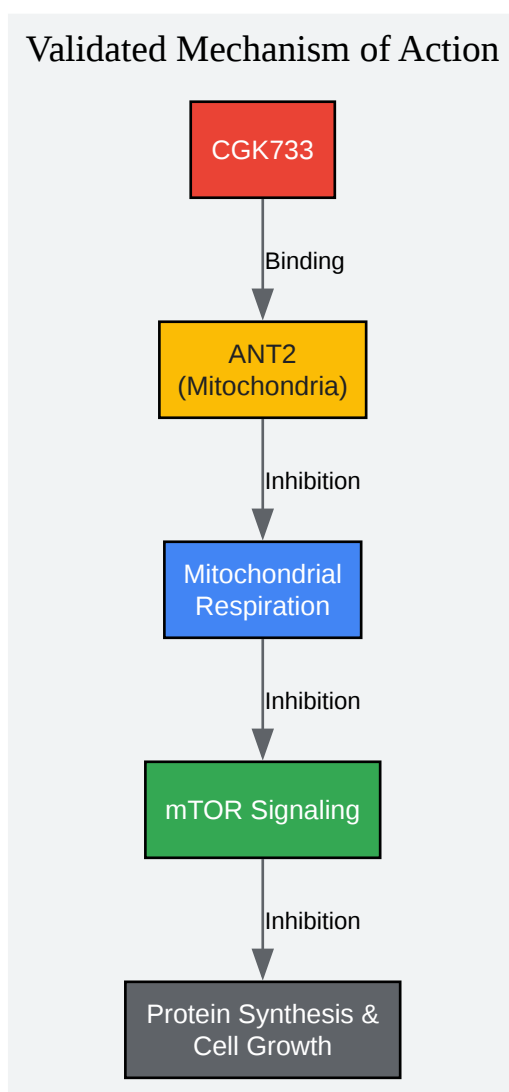 Validated Mechanism of Action
CGK733
Binding
ANT2
(Mitochondria)
Inhibition
Mitochondrial
Respiration
Inhibition
mTOR Signaling
Inhibition
Protein Synthesis &
Cell Growth